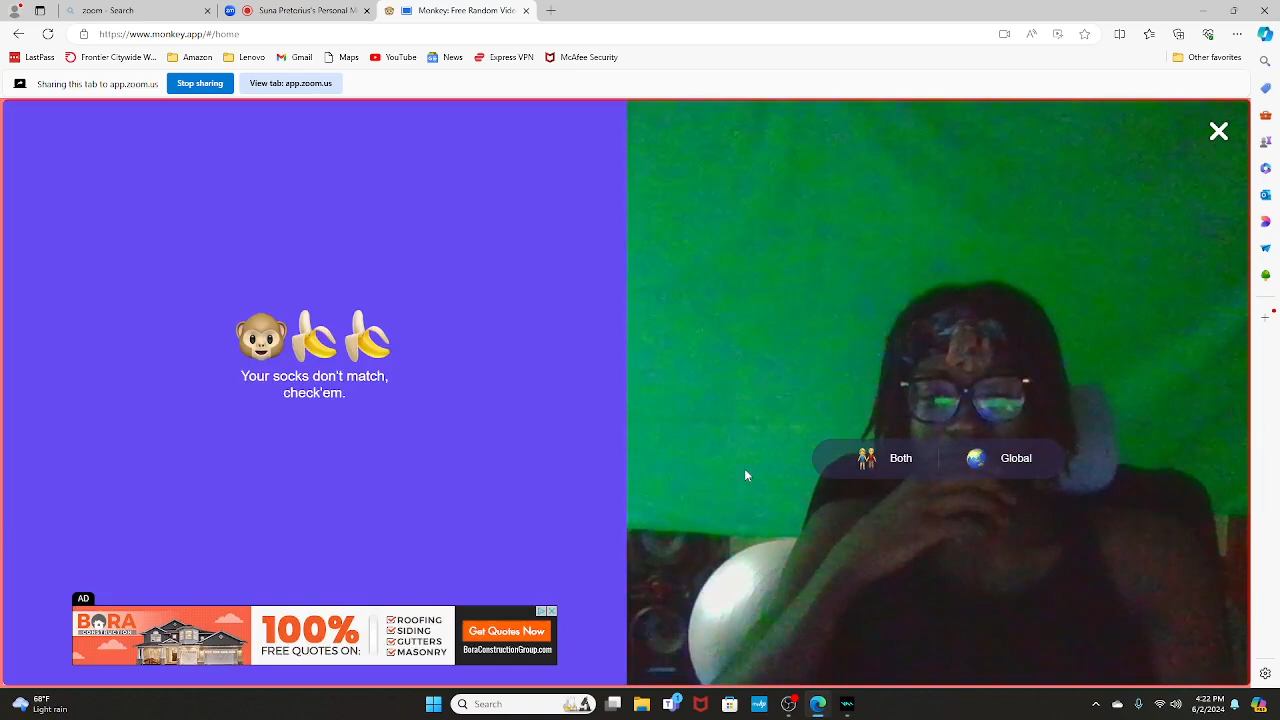 zoom - Search
Suna Pretorius's Personal M
Monkey: Free Random Vide
https://www.monkey.app/#/home
LastPass
Frontier Citywide W...
Amazon
Lenovo
Gmail
Maps
YouTube
News
Express VPN
McAfee Security
Other favorites
Sharing this tab to app.zoom.us
Stop sharing
View tab: app.zoom.us
Your socks don't match,
check'em.
Both
Global
AD
BORA
CONSTRUCTION
100%
FREE QUOTES ON:
ROOFING
SIDING
GUTTERS
MASONRY
Get Quotes Now
BoraConstructionGroup.com
68°F
Light rain
Search
4:22 PM
6/2/2024